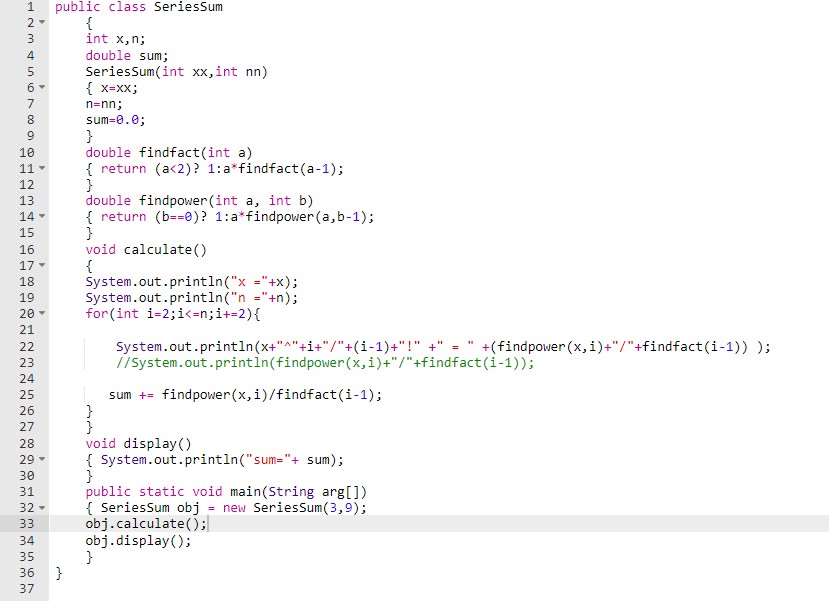 1 public class SeriesSum
2 {
3 int x,n;
4 double sum;
5 SeriesSum(int xx,int nn)
6 { x=xx;
7 n=nn;
8 sum=0.0;
9 }
10 double findfact(int a)
11 { return (a<2)? 1:a*findfact(a-1);
12 }
13 double findpower(int a, int b)
14 { return (b==0)? 1:a*findpower(a,b-1);
15 }
16 void calculate()
17 {
18 System.out.println("x ="+x);
19 System.out.println("n ="+n);
20 for(int i=2;i<=n;i+=2){
21
22 System.out.println(x+"^"+i+"/"+(i-1)+"!" +" = " +(findpower(x,i)+"/"+findfact(i-1)) );
23 //System.out.println(findpower(x,i)+"/"+findfact(i-1));
24
25 sum += findpower(x,i)/findfact(i-1);
26 }
27 }
28 void display()
29 { System.out.println("sum="+ sum);
30 }
31 public static void main(String arg[])
32 { SeriesSum obj = new SeriesSum(3,9);
33 obj.calculate();
34 obj.display();
35 }
36 }
37